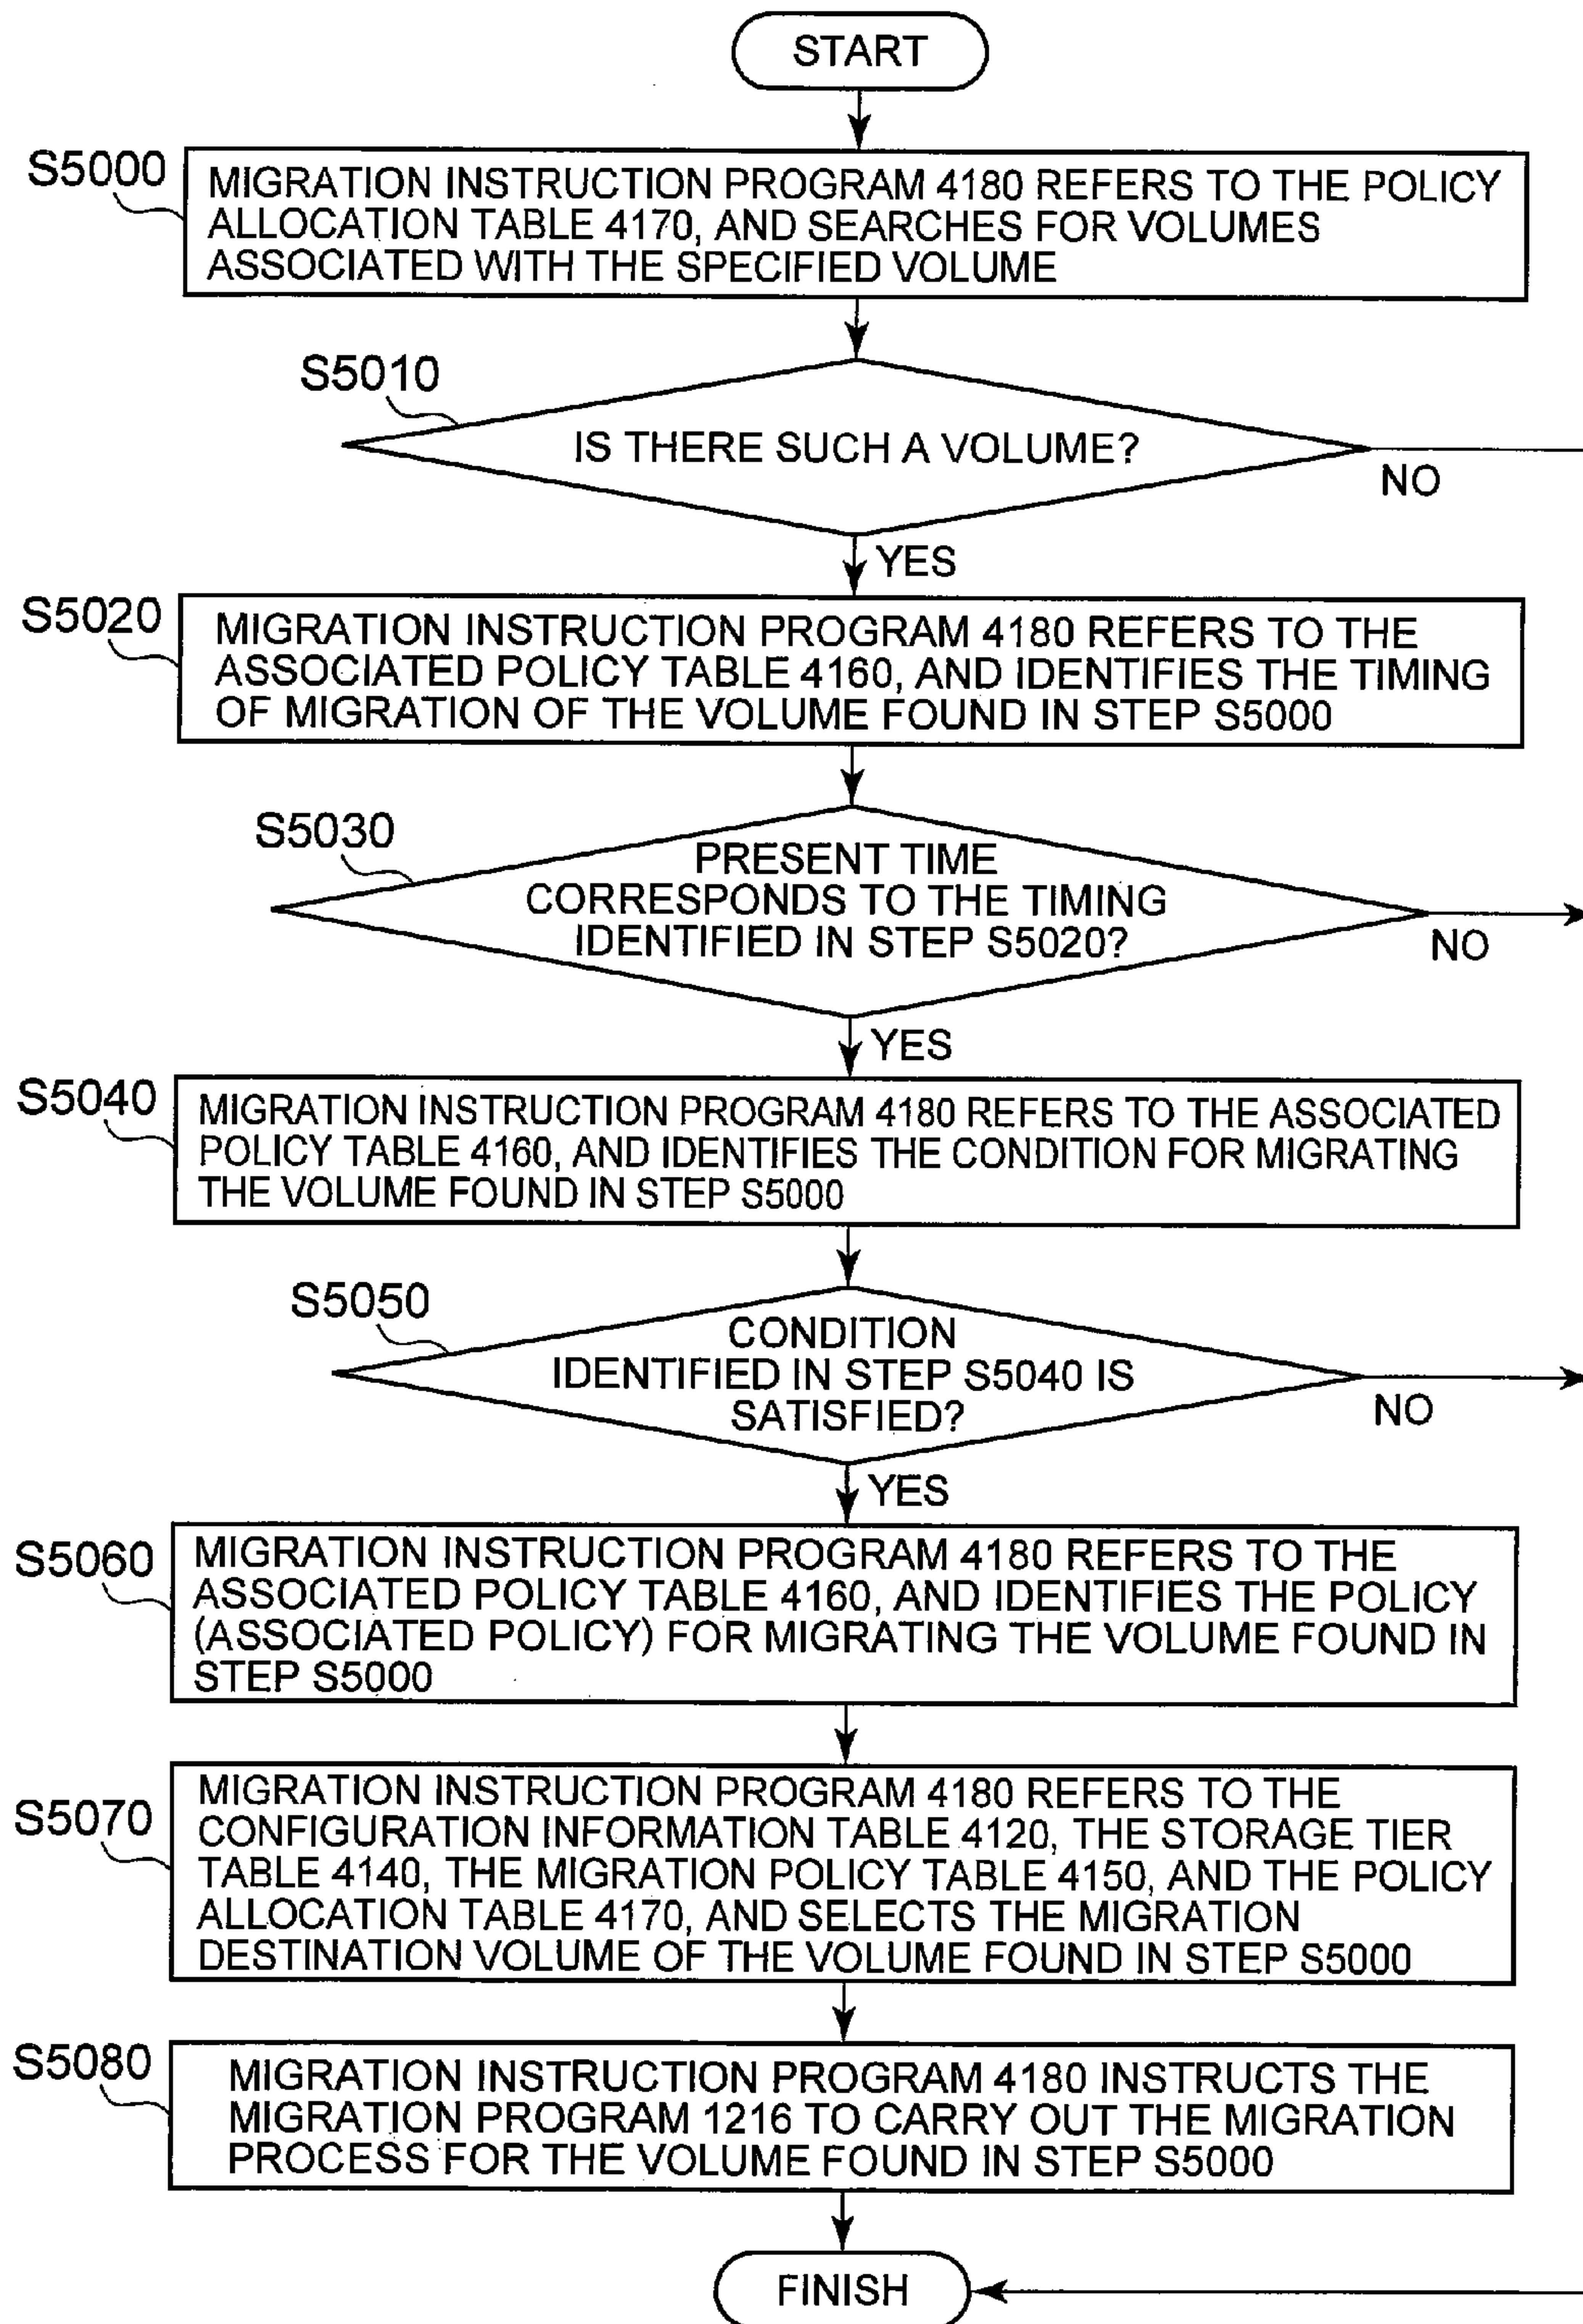 START
S5000
MIGRATION INSTRUCTION PROGRAM 4180 REFERS TO THE POLICY
ALLOCATION TABLE 4170, AND SEARCHES FOR VOLUMES
ASSOCIATED WITH THE SPECIFIED VOLUME
S5010
IS THERE SUCH A VOLUME?
NO
YES
S5020
MIGRATION INSTRUCTION PROGRAM 4180 REFERS TO THE
ASSOCIATED POLICY TABLE 4160, AND IDENTIFIES THE TIMING
OF MIGRATION OF THE VOLUME FOUND IN STEP S5000
S5030
PRESENT TIME
CORRESPONDS TO THE TIMING
IDENTIFIED IN STEP S5020?
NO
YES
S5040
MIGRATION INSTRUCTION PROGRAM 4180 REFERS TO THE ASSOCIATED
POLICY TABLE 4160, AND IDENTIFIES THE CONDITION FOR MIGRATING
THE VOLUME FOUND IN STEP S5000
S5050
CONDITION
IDENTIFIED IN STEP S5040 IS
SATISFIED?
NO
YES
S5060
MIGRATION INSTRUCTION PROGRAM 4180 REFERS TO THE
ASSOCIATED POLICY TABLE 4160, AND IDENTIFIES THE POLICY
(ASSOCIATED POLICY) FOR MIGRATING THE VOLUME FOUND IN
STEP S5000
S5070
MIGRATION INSTRUCTION PROGRAM 4180 REFERS TO THE
CONFIGURATION INFORMATION TABLE 4120, THE STORAGE TIER
TABLE 4140, THE MIGRATION POLICY TABLE 4150, AND THE POLICY
ALLOCATION TABLE 4170, AND SELECTS THE MIGRATION
DESTINATION VOLUME OF THE VOLUME FOUND IN STEP S5000
S5080
MIGRATION INSTRUCTION PROGRAM 4180 INSTRUCTS THE
MIGRATION PROGRAM 1216 TO CARRY OUT THE MIGRATION
PROCESS FOR THE VOLUME FOUND IN STEP S5000
FINISH